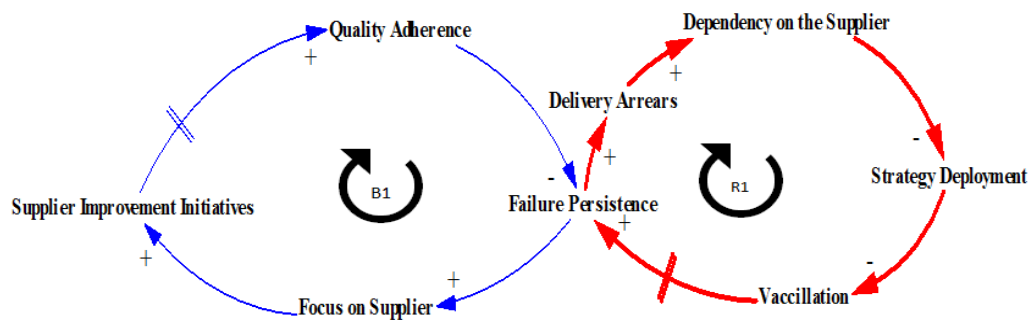 Quality Adherence
+
Dependency on the Supplier
+
Delivery Arrears
+
-
Strategy Deployment
-
Vaccillation
+
Failure Persistence
-
B1
R1
Supplier Improvement Initiatives
+
+
Focus on Supplier